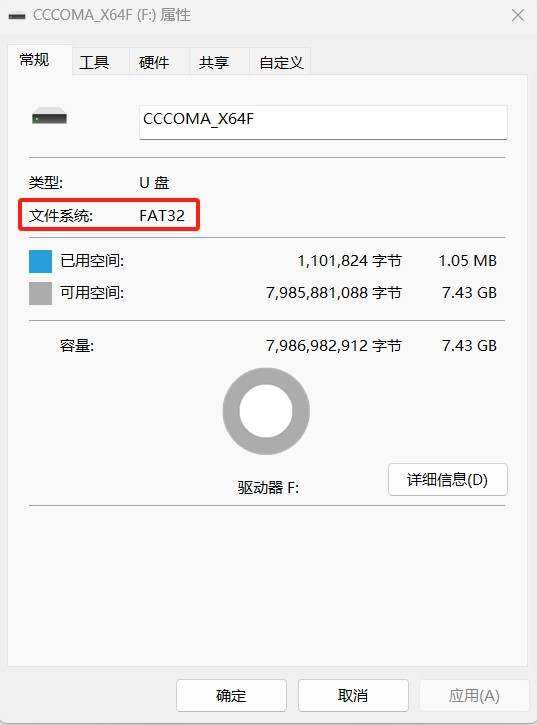 CCCOMA_X64F (F:) 属性
常规 工具 硬件 共享 自定义
CCCOMA_X64F
类型: U 盘
文件系统: FAT32
已用空间: 1,101,824 字节 1.05 MB
可用空间: 7,985,881,088 字节 7.43 GB
容量: 7,986,982,912 字节 7.43 GB
驱动器 F:
详细信息(D)
确定 取消 应用(A)